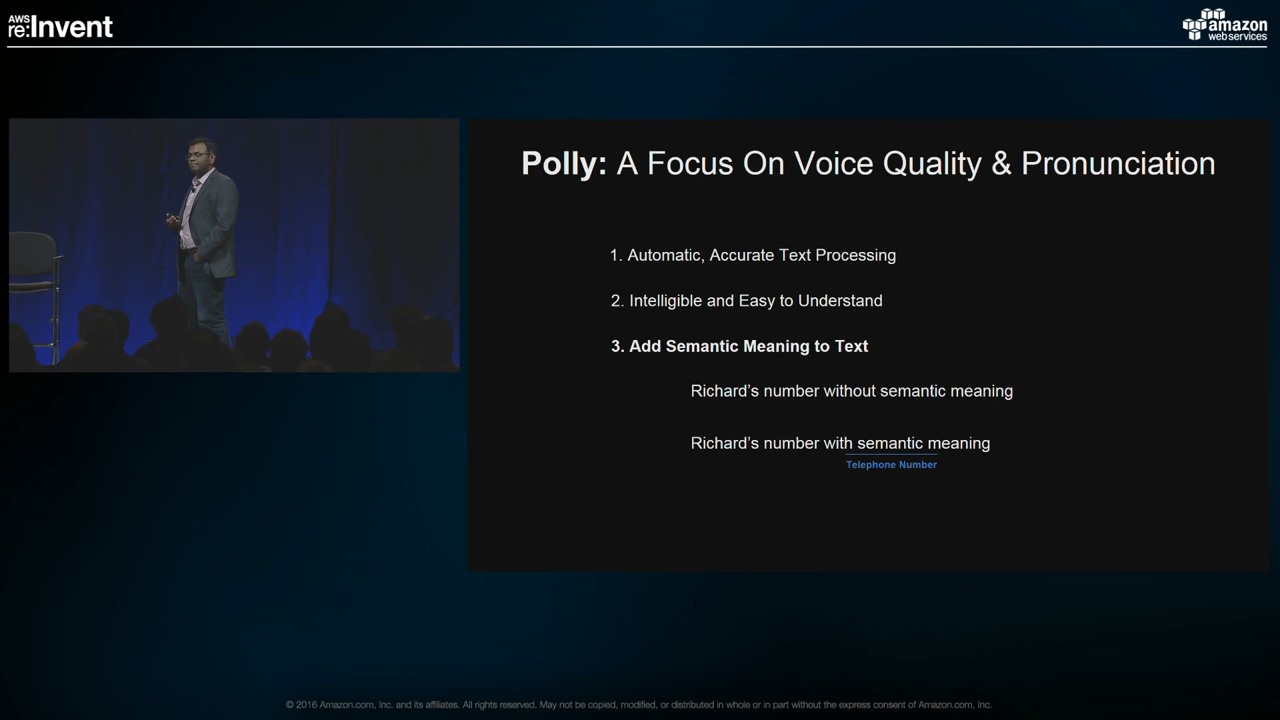 AWS
re:Invent
amazon
web services
Polly: A Focus On Voice Quality & Pronunciation
1. Automatic, Accurate Text Processing
2. Intelligible and Easy to Understand
3. Add Semantic Meaning to Text
Richard’s number without semantic meaning
Richard’s number with semantic meaning
Telephone Number
© 2016 Amazon.com, Inc. and its affiliates. All rights reserved. May not be copied, modified, or distributed in whole or in part without the express consent of Amazon.com, Inc.